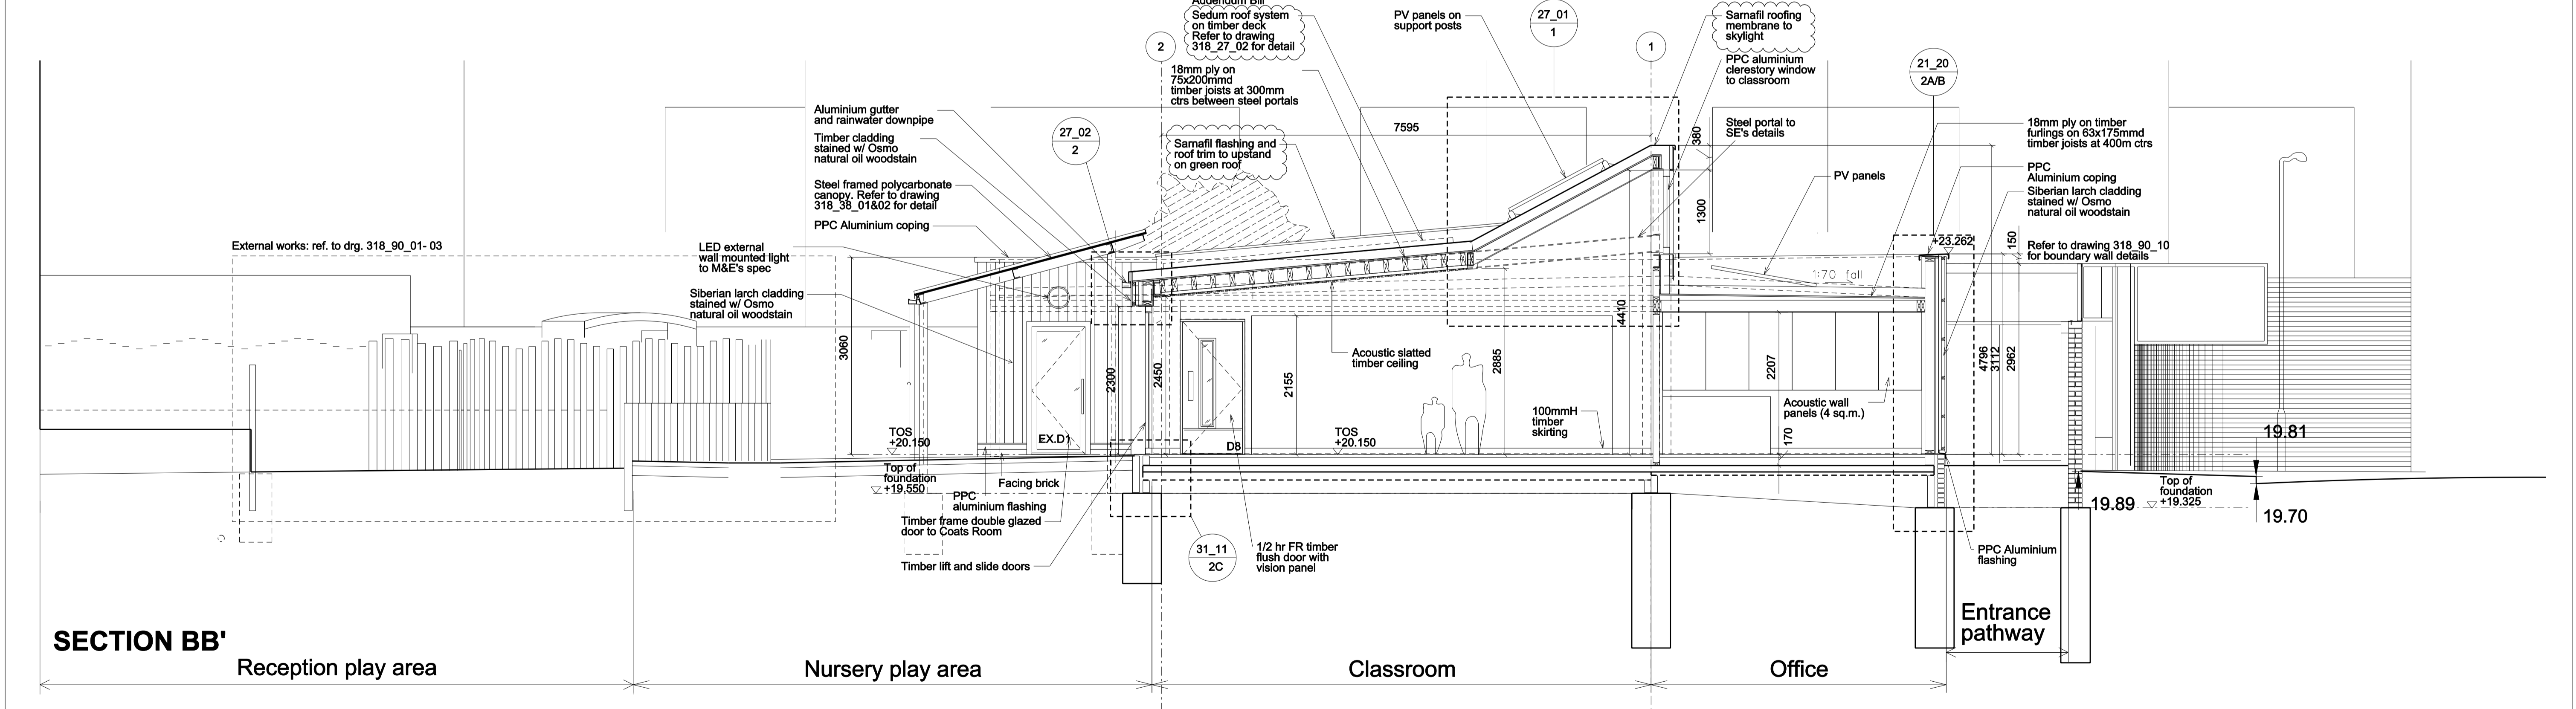 Addendum Bill
Sedum roof system
on timber deck
Refer to drawing
318_27_02 for detail
PV panels on
support posts
27_01
1
Sarnafil roofing
membrane to
skylight
2
1
18mm ply on
75x200mmd
timber joists at 300mm
ctrs between steel portals
PPC aluminium
clerestory window
to classroom
21_20
2A/B
Aluminium gutter
and rainwater downpipe
Timber cladding
stained w/ Osmo
natural oil woodstain
27_02
2
7595
Sarnafil flashing and
roof trim to upstand
on green roof
Steel portal to
SE's details
380
18mm ply on timber
furlings on 63x175mmd
timber joists at 400m ctrs
Steel framed polycarbonate
canopy. Refer to drawing
318_38_01&02 for detail
PPC Aluminium coping
PV panels
PPC
Aluminium coping
Siberian larch cladding
stained w/ Osmo
natural oil woodstain
1300
External works: ref. to drg. 318_90_01- 03
LED external
wall mounted light
to M&E's spec
+23.262
150
Refer to drawing 318_90_10
for boundary wall details
1:70 fall
Siberian larch cladding
stained w/ Osmo
natural oil woodstain
3060
2300
2450
2155
Acoustic slatted
timber ceiling
2885
4410
2207
4796
3112
2962
Acoustic wall
panels (4 sq.m.)
100mmH
timber
skirting
TOS
+20.150
EX.D1
D8
TOS
+20.150
170
19.81
Top of
foundation
+19.550
Facing brick
PPC
aluminium flashing
Timber frame double glazed
door to Coats Room
Timber lift and slide doors
31_11
2C
1/2 hr FR timber
flush door with
vision panel
PPC Aluminium
flashing
19.89
Top of
foundation
+19.325
19.70
SECTION BB'
Reception play area
Nursery play area
Classroom
Office
Entrance
pathway